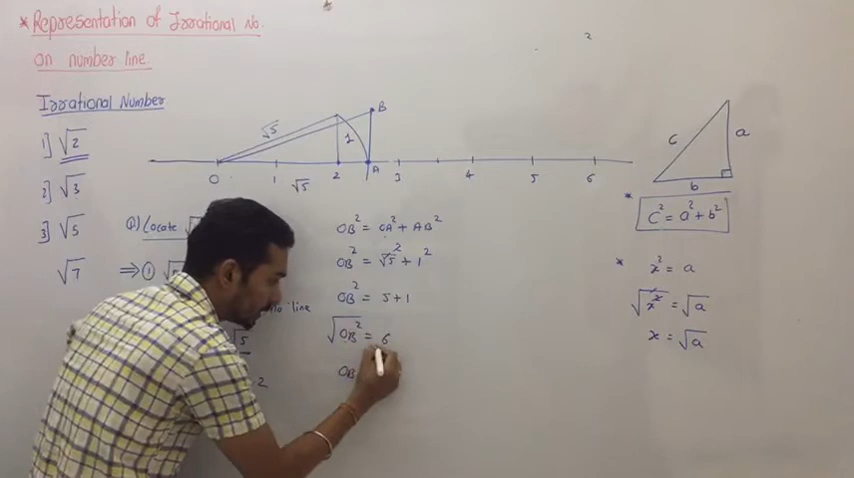 *Representation of Irrational No.
on number line.
Irrational Number
1] √2
2] √3
3] √5
√7
Q) Locate
⇒ ①
no line
√5
2
√5
1
B
A
0 1 √5 2 3 4 5 6
OB² = OA² + AB²
OB² = √5² + 1²
OB² = 5+1
√OB² = 6
OB
c a
b
* C² = a² + b²
* x² = a
√x² = √a
x = √a